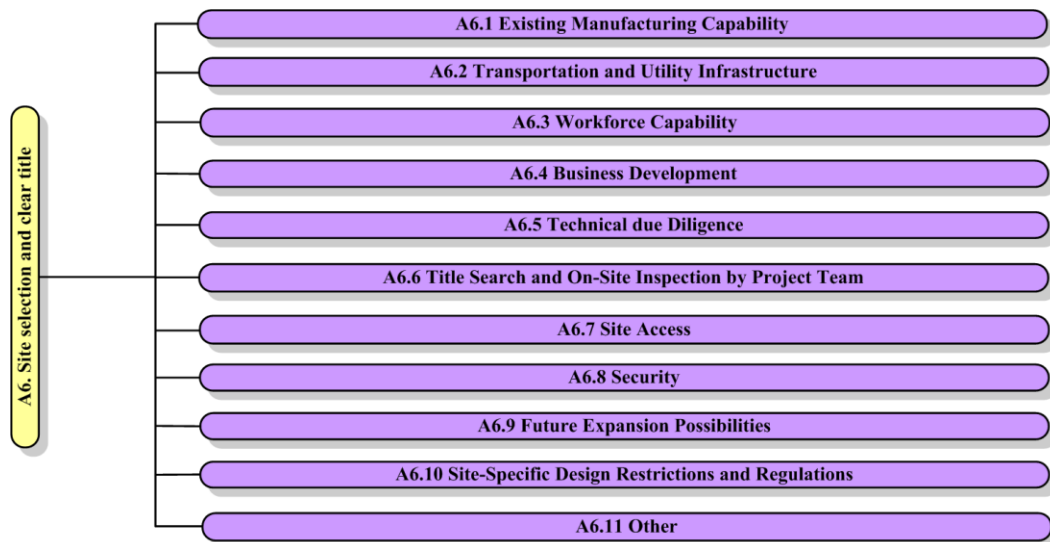 A6. Site selection and clear title
A6.1 Existing Manufacturing Capability
A6.2 Transportation and Utility Infrastructure
A6.3 Workforce Capability
A6.4 Business Development
A6.5 Technical due Diligence
A6.6 Title Search and On-Site Inspection by Project Team
A6.7 Site Access
A6.8 Security
A6.9 Future Expansion Possibilities
A6.10 Site-Specific Design Restrictions and Regulations
A6.11 Other